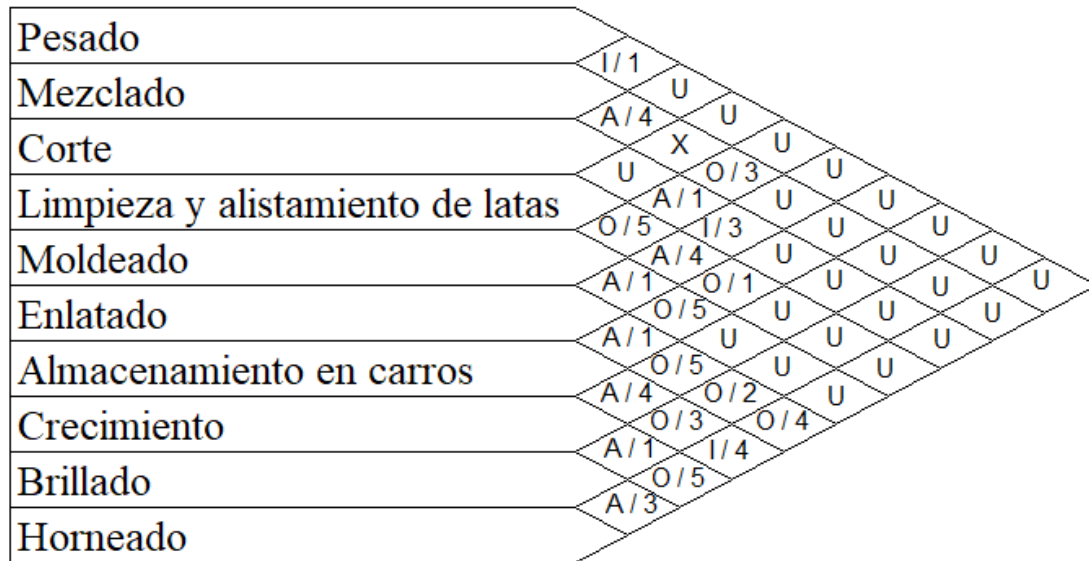 Pesado
I / 1
Mezclado U
A / 4 U
Corte X U
U O / 3 U
Limpieza y alistamiento de latas A / 1 U U
O / 5 I / 3 U U
Moldeado A / 4 U U U
A / 1 O / 1 U U U
Enlatado O / 5 U U U
A / 1 U U U
Almacenamiento en carros O / 5 U U
A / 4 O / 2 U
Crecimiento O / 3 O / 4
A / 1 I / 4
Brillado O / 5
A / 3
Horneado